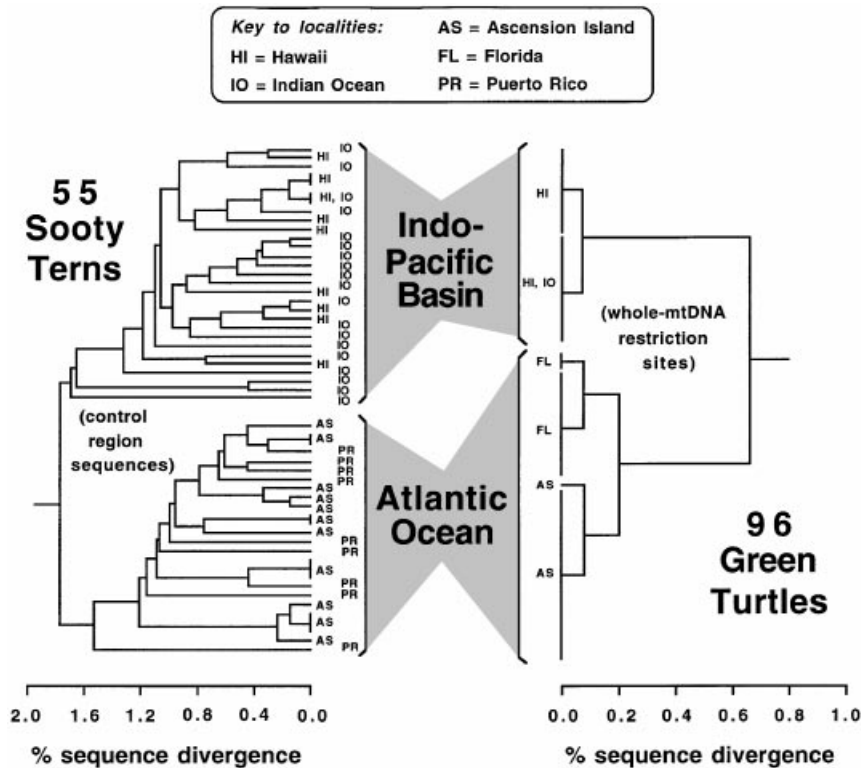 Key to localities:
AS = Ascension Island
HI = Hawaii
FL = Florida
IO = Indian Ocean
PR = Puerto Rico
55
Sooty
Terns
IO
HI
IO
HI
HI, IO
IO
HI
HI
IO
IO
IO
IO
IO
IO
HI
IO
HI
HI
IO
IO
IO
IO
HI
IO
IO
IO
IO
(control
region
sequences)
AS
AS
PR
PR
PR
PR
AS
AS
AS
AS
AS
PR
PR
AS
PR
PR
AS
AS
AS
PR
Indo-
Pacific
Basin
Atlantic
Ocean
HI
HI, IO
(whole-mtDNA
restriction
sites)
FL
FL
AS
AS
96
Green
Turtles
2.0 1.6 1.2 0.8 0.4 0.0
% sequence divergence
0.0 0.2 0.4 0.6 0.8 1.0
% sequence divergence